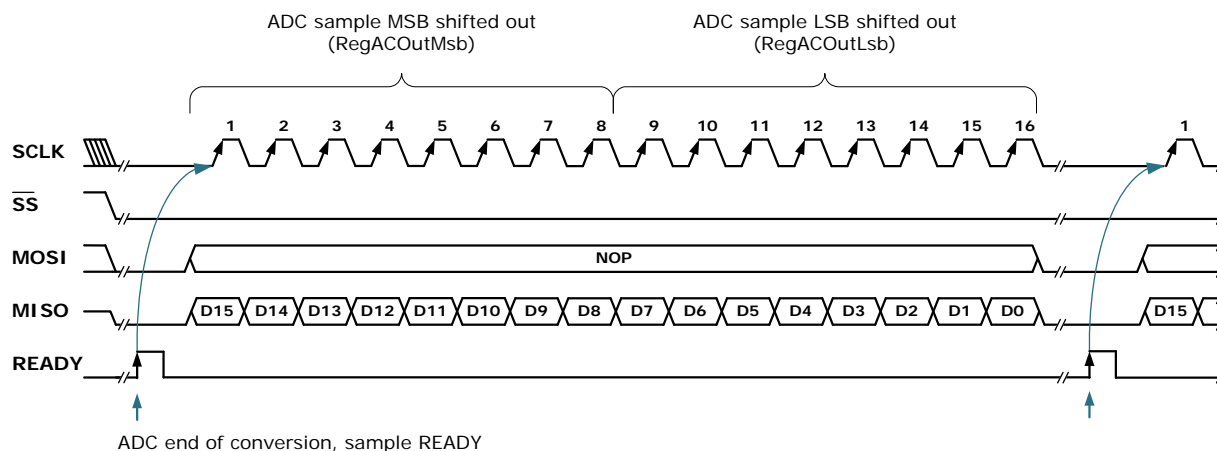 ADC sample MSB shifted out
(RegACOutMsb)
ADC sample LSB shifted out
(RegACOutLsb)
1 2 3 4 5 6 7 8 9 10 11 12 13 14 15 16 1
SCLK
SS
MOSI NOP
MISO D15 D14 D13 D12 D11 D10 D9 D8 D7 D6 D5 D4 D3 D2 D1 D0 D15
READY
ADC end of conversion, sample READY